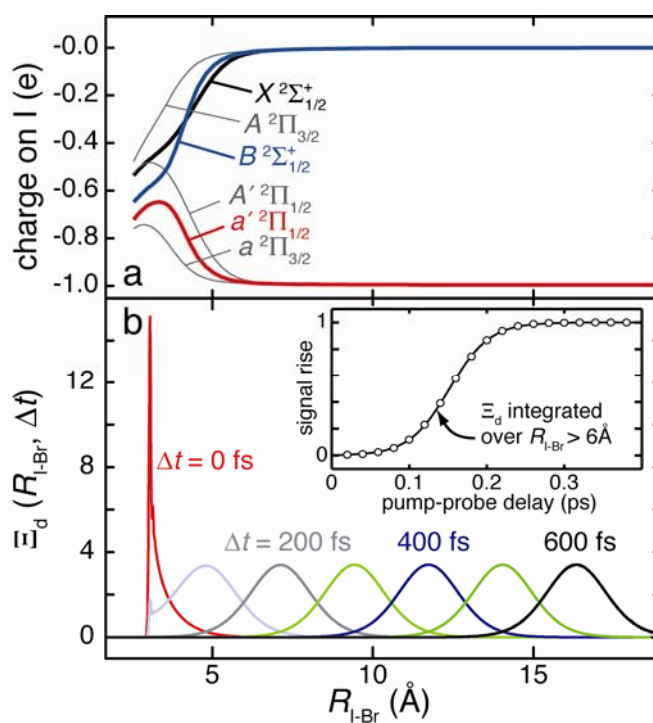 -0.0
-0.2
-0.4
-0.6
-0.8
-1.0
charge on I (e)
X ²Σ⁺₁/₂
A ²Π₃/₂
B ²Σ⁺₁/₂
A′ ²Π₁/₂
a′ ²Π₁/₂
a ²Π₃/₂
a
b
12
8
4
0
Ξd (R I-Br, Δt)
Δt = 0 fs
Δt = 200 fs
400 fs
600 fs
1
0
signal rise
Ξd integrated
over R I-Br > 6Å
0 0.1 0.2 0.3
pump-probe delay (ps)
5 10 15
R I-Br (Å)